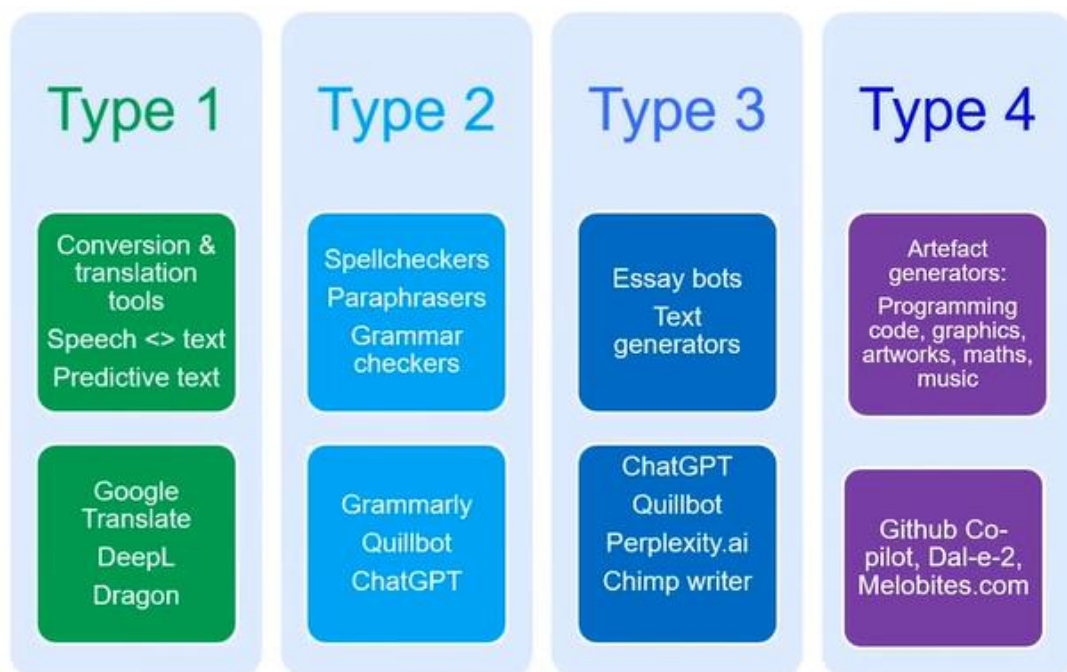 Type 1
Conversion &
translation
tools
Speech <> text
Predictive text
Google
Translate
DeepL
Dragon
Type 2
Spellcheckers
Paraphrasers
Grammar
checkers
Grammarly
Quillbot
ChatGPT
Type 3
Essay bots
Text
generators
ChatGPT
Quillbot
Perplexity.ai
Chimp writer
Type 4
Artefact
generators:
Programming
code, graphics,
artworks, maths,
music
Github Co-
pilot, Dal-e-2,
Melobites.com